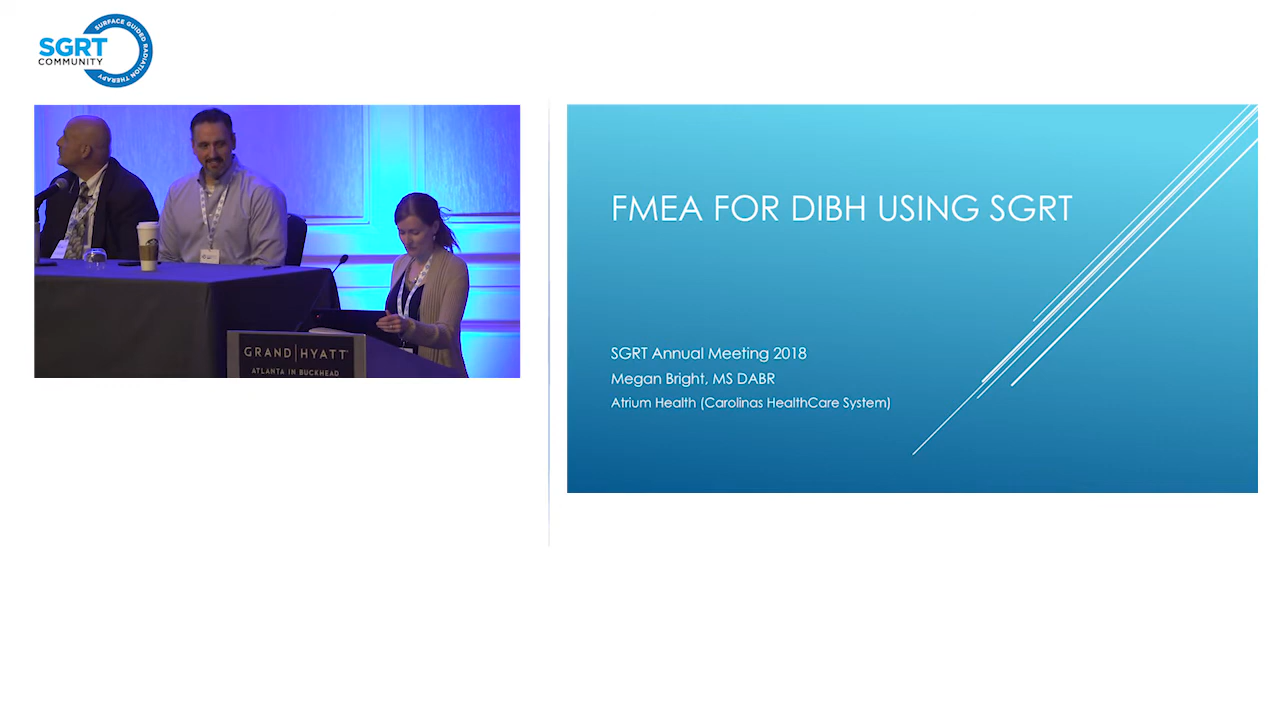 SURFACE GUIDED RADIATION THERAPY
SGRT
COMMUNITY
FMEA FOR DIBH USING SGRT
SGRT Annual Meeting 2018
Megan Bright, MS DABR
Atrium Health (Carolinas HealthCare System)
GRAND|HYATT
ATLANTA IN BUCKHEAD